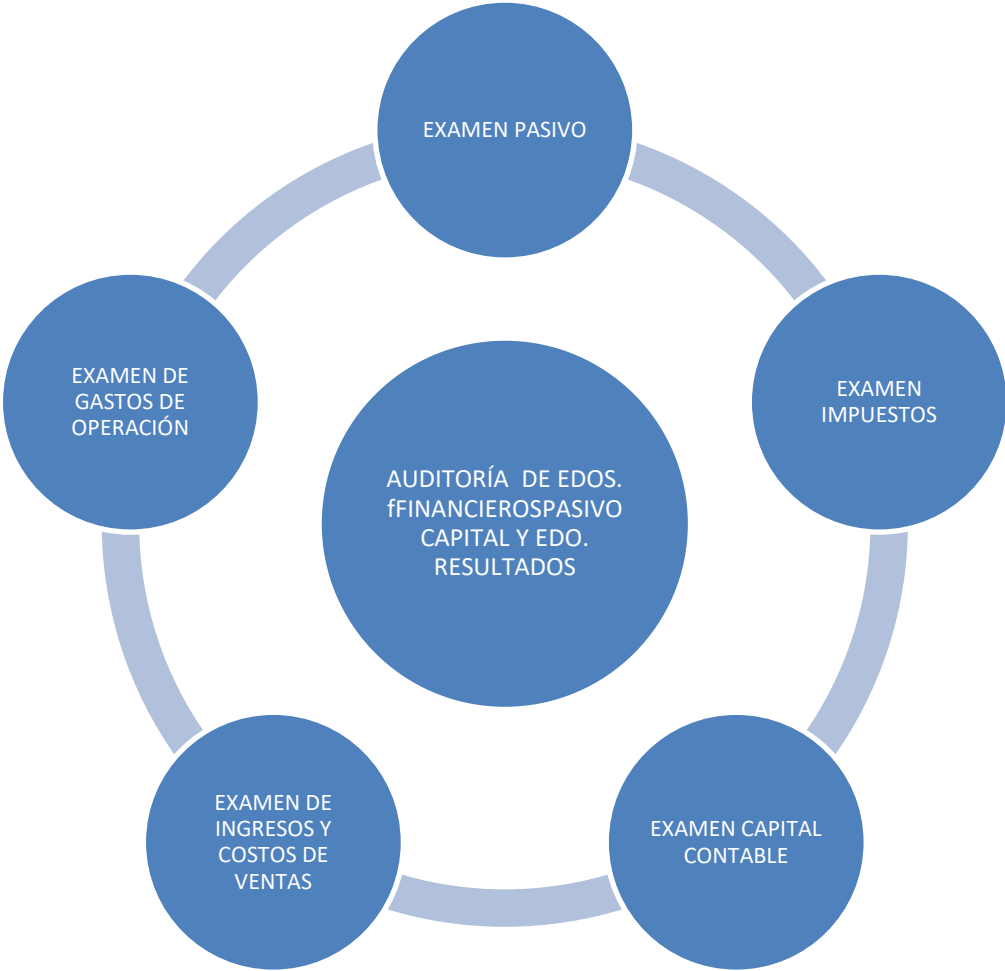 EXAMEN PASIVO
EXAMEN
IMPUESTOS
EXAMEN CAPITAL
CONTABLE
EXAMEN DE
INGRESOS Y
COSTOS DE
VENTAS
EXAMEN DE
GASTOS DE
OPERACIÓN
AUDITORÍA  DE EDOS.
fFINANCIEROSPASIVO
CAPITAL Y EDO.
RESULTADOS